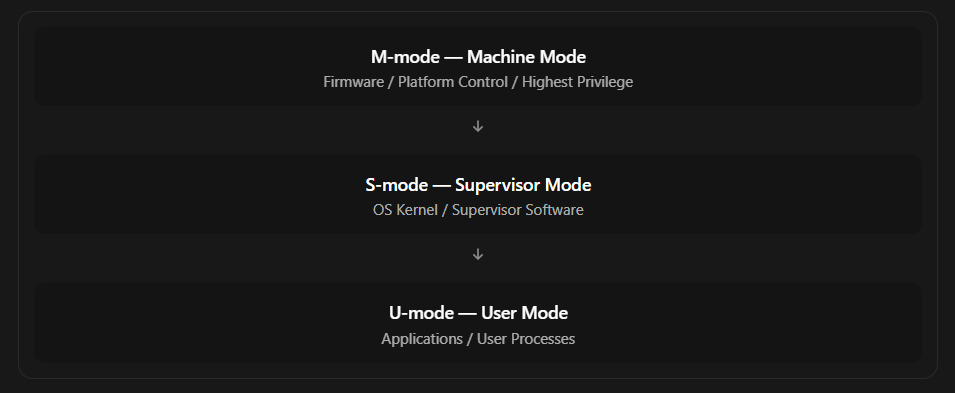 M-mode — Machine Mode
Firmware / Platform Control / Highest Privilege
↓
S-mode — Supervisor Mode
OS Kernel / Supervisor Software
↓
U-mode — User Mode
Applications / User Processes